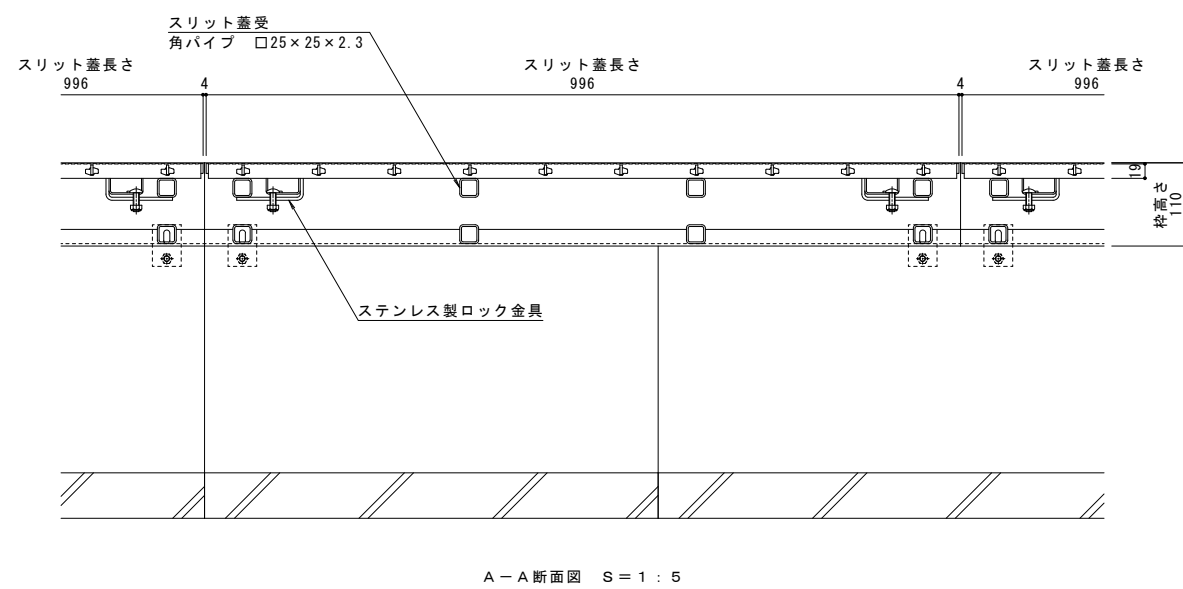 スリット蓋受
角パイプ　□25×25×2.3
スリット蓋長さ
996
4
スリット蓋長さ
996
4
スリット蓋長さ
996
19
枠高さ
110
ステンレス製ロック金具
Ａ－Ａ断面図　Ｓ＝１：５